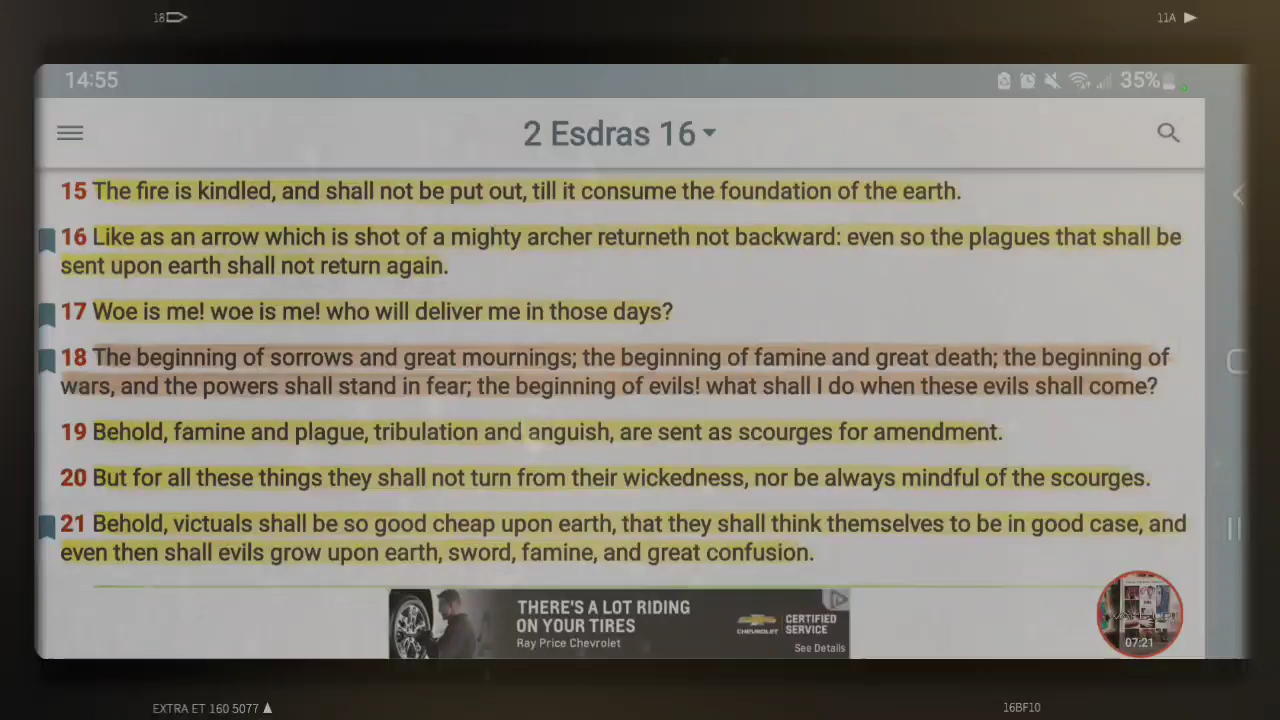 18
11A
14:55
35%
2 Esdras 16
15 The fire is kindled, and shall not be put out, till it consume the foundation of the earth.
16 Like as an arrow which is shot of a mighty archer returneth not backward: even so the plagues that shall be
sent upon earth shall not return again.
17 Woe is me! woe is me! who will deliver me in those days?
18 The beginning of sorrows and great mournings; the beginning of famine and great death; the beginning of
wars, and the powers shall stand in fear; the beginning of evils! what shall I do when these evils shall come?
19 Behold, famine and plague, tribulation and anguish, are sent as scourges for amendment.
20 But for all these things they shall not turn from their wickedness, nor be always mindful of the scourges.
21 Behold, victuals shall be so good cheap upon earth, that they shall think themselves to be in good case, and
even then shall evils grow upon earth, sword, famine, and great confusion.
THERE'S A LOT RIDING
ON YOUR TIRES
Ray Price Chevrolet
CHEVROLET
CERTIFIED
SERVICE
See Details
07:21
EXTRA ET 160 5077
16BF10